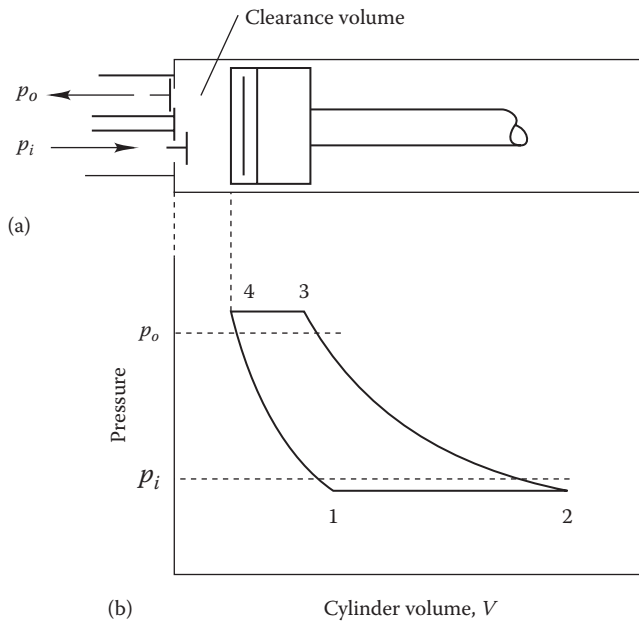 Clearance volume
p_o
p_i
(a)
4 3
p_o
Pressure
p_i
1
2
(b)
Cylinder volume, V